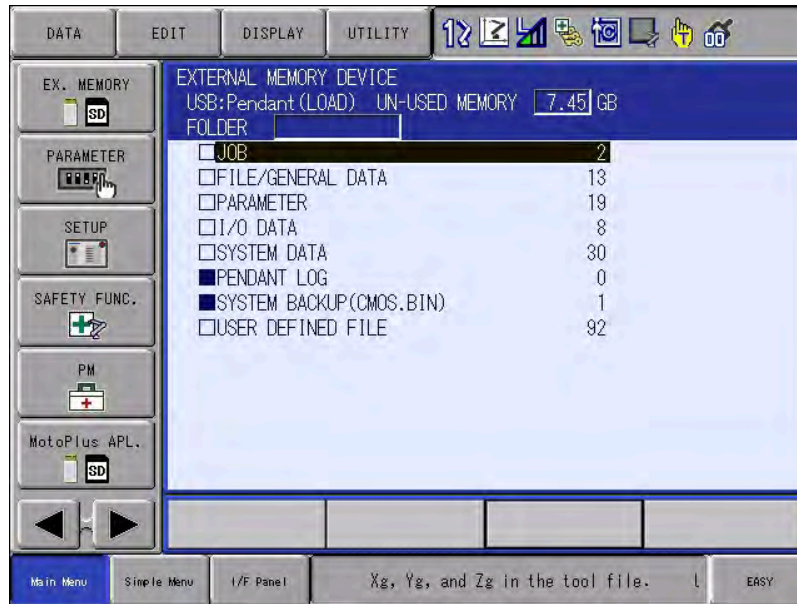 DATA EDIT DISPLAY UTILITY
EX. MEMORY
SD
PARAMETER
SETUP
SAFETY FUNC.
PM
MotoPlus APL.
SD
EXTERNAL MEMORY DEVICE
USB:Pendant(LOAD) UN-USED MEMORY 7.45 GB
FOLDER
JOB 2
FILE/GENERAL DATA 13
PARAMETER 19
I/O DATA 8
SYSTEM DATA 30
PENDANT LOG 0
SYSTEM BACKUP(CMOS.BIN) 1
USER DEFINED FILE 92
Main Menu Simple Menu I/F Panel Xg, Yg, and Zg in the tool file. EASY